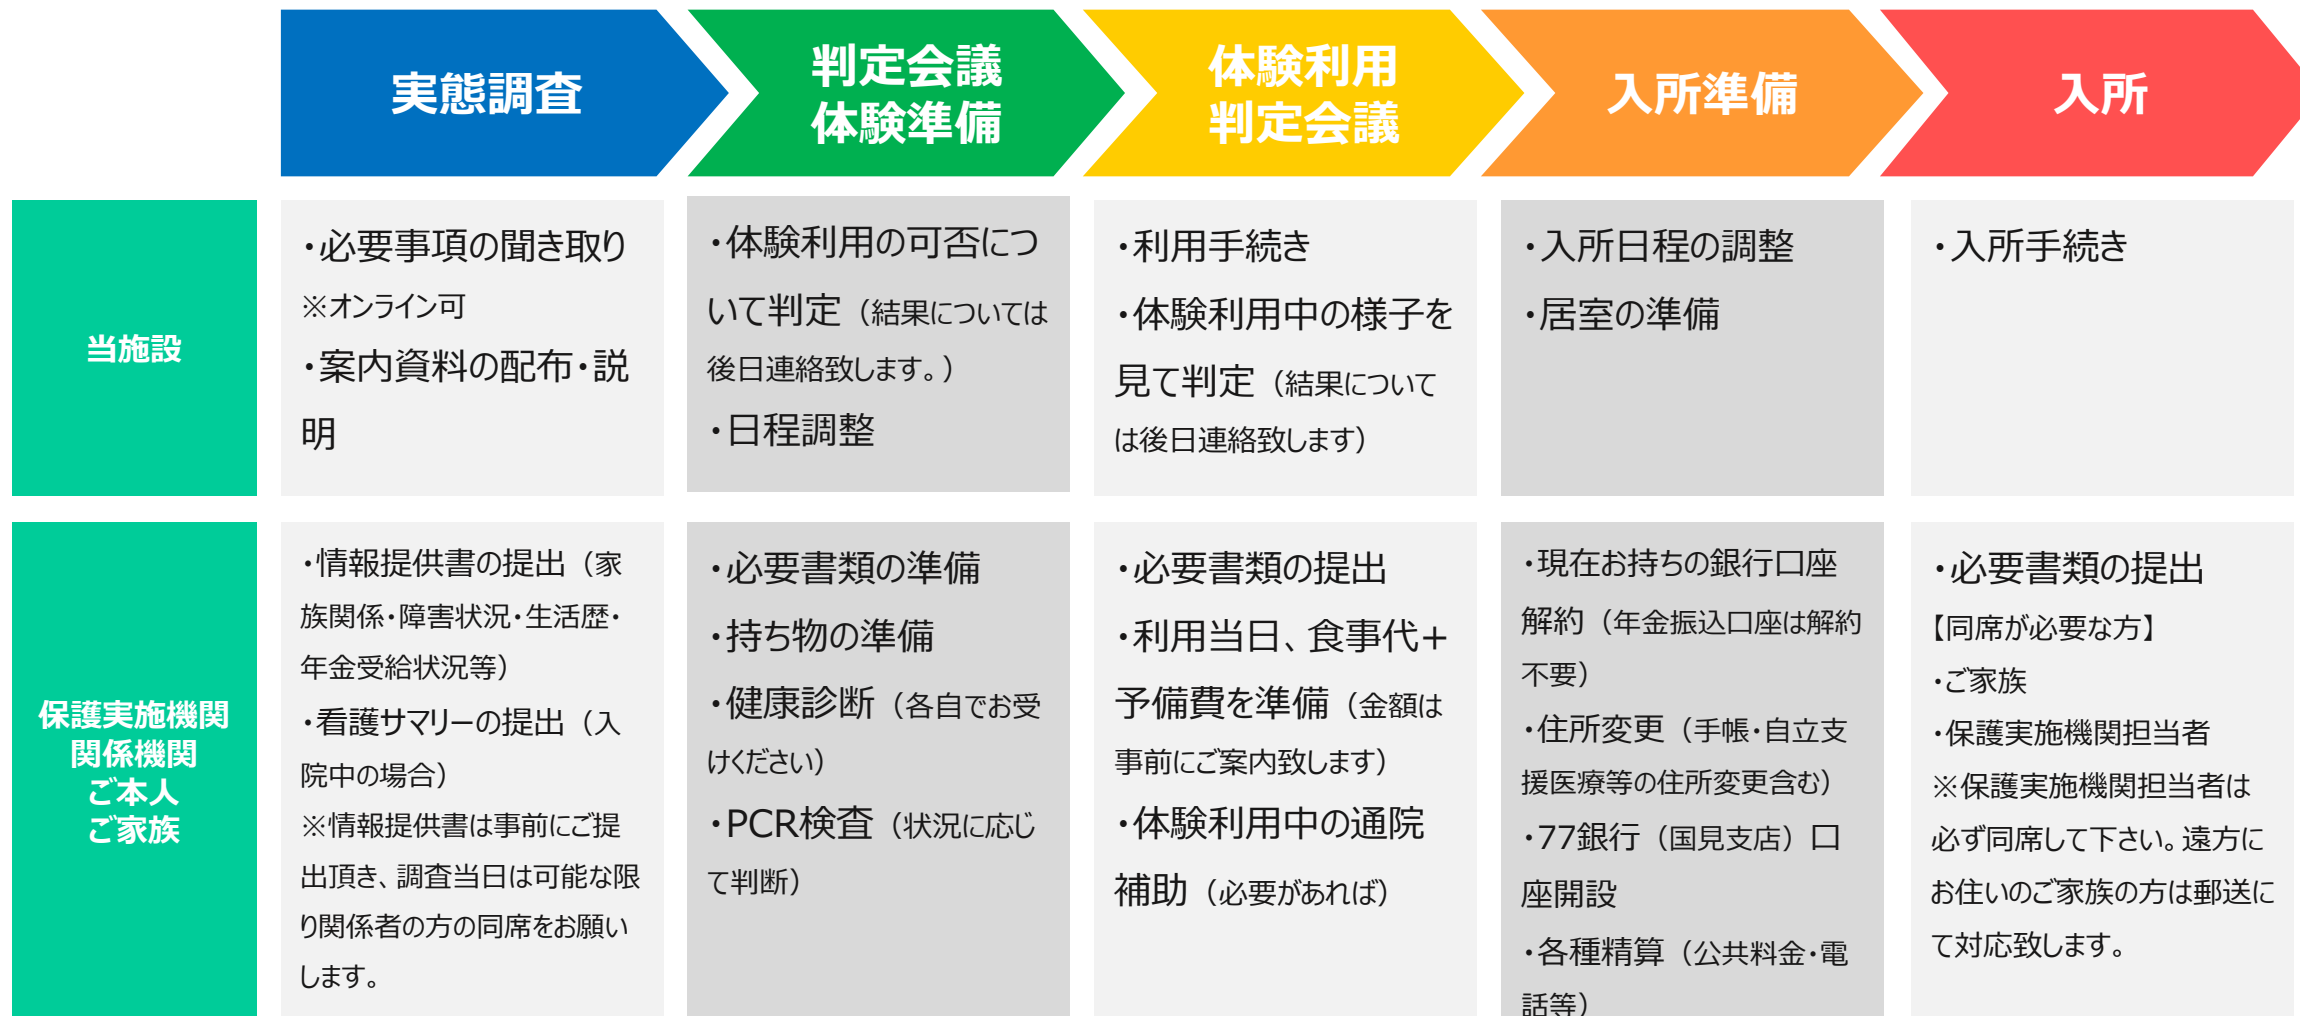 実態調査
判定会議
体験準備
体験利用
判定会議
入所準備
入所
当施設
・必要事項の聞き取り
※オンライン可
・案内資料の配布・説
明
・体験利用の可否につ
いて判定（結果については
後日連絡致します。）
・日程調整
・利用手続き
・体験利用中の様子を
見て判定（結果について
は後日連絡致します）
・入所日程の調整
・居室の準備
・入所手続き
保護実施機関
関係機関
ご本人
ご家族
・情報提供書の提出（家
族関係・障害状況・生活歴・
年金受給状況等）
・看護サマリーの提出（入
院中の場合）
※情報提供書は事前にご提
出頂き、調査当日は可能な限
り関係者の方の同席をお願い
します。
・必要書類の準備
・持ち物の準備
・健康診断（各自でお受
けください）
・PCR検査（状況に応じ
て判断）
・必要書類の提出
・利用当日、食事代＋
予備費を準備（金額は
事前にご案内致します）
・体験利用中の通院
補助（必要があれば）
・現在お持ちの銀行口座
解約（年金振込口座は解約
不要）
・住所変更（手帳・自立支
援医療等の住所変更含む）
・77銀行（国見支店）口
座開設
・各種精算（公共料金・電
話等）
・必要書類の提出
【同席が必要な方】
・ご家族
・保護実施機関担当者
※保護実施機関担当者は
必ず同席して下さい。遠方に
お住いのご家族の方は郵送に
て対応致します。